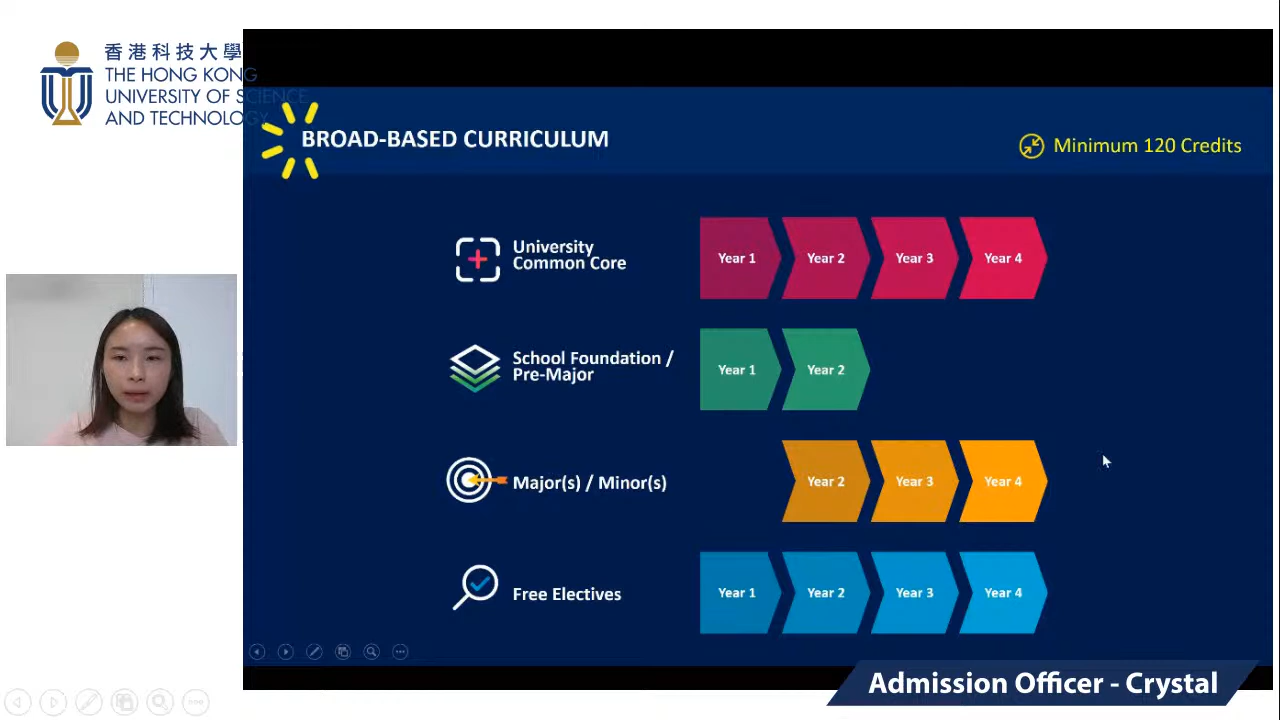 香港科技大學
THE HONG KONG
UNIVERSITY OF SCIENCE
AND TECHNOLOGY
BROAD-BASED CURRICULUM
Minimum 120 Credits
University
Common Core
Year 1
Year 2
Year 3
Year 4
School Foundation /
Pre-Major
Year 1
Year 2
Major(s) / Minor(s)
Year 2
Year 3
Year 4
Free Electives
Year 1
Year 2
Year 3
Year 4
Admission Officer - Crystal